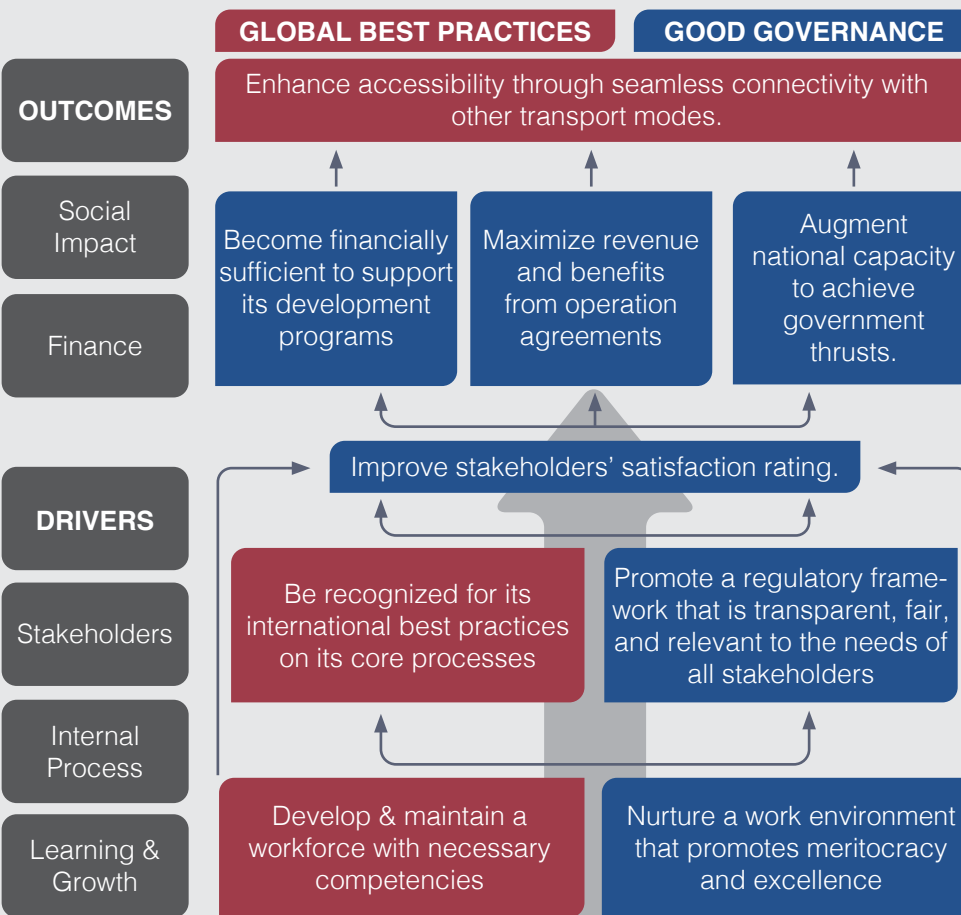 GLOBAL BEST PRACTICES
GOOD GOVERNANCE
OUTCOMES
Enhance accessibility through seamless connectivity with
other transport modes.
Social
Impact
Finance
Become financially
sufficient to support
its development
programs
Maximize revenue
and benefits
from operation
agreements
Augment
national capacity
to achieve
government
thrusts.
Improve stakeholders’ satisfaction rating.
DRIVERS
Stakeholders
Be recognized for its
international best practices
on its core processes
Promote a regulatory frame-
work that is transparent, fair,
and relevant to the needs of
all stakeholders
Internal
Process
Learning &
Growth
Develop & maintain a
workforce with necessary
competencies
Nurture a work environment
that promotes meritocracy
and excellence